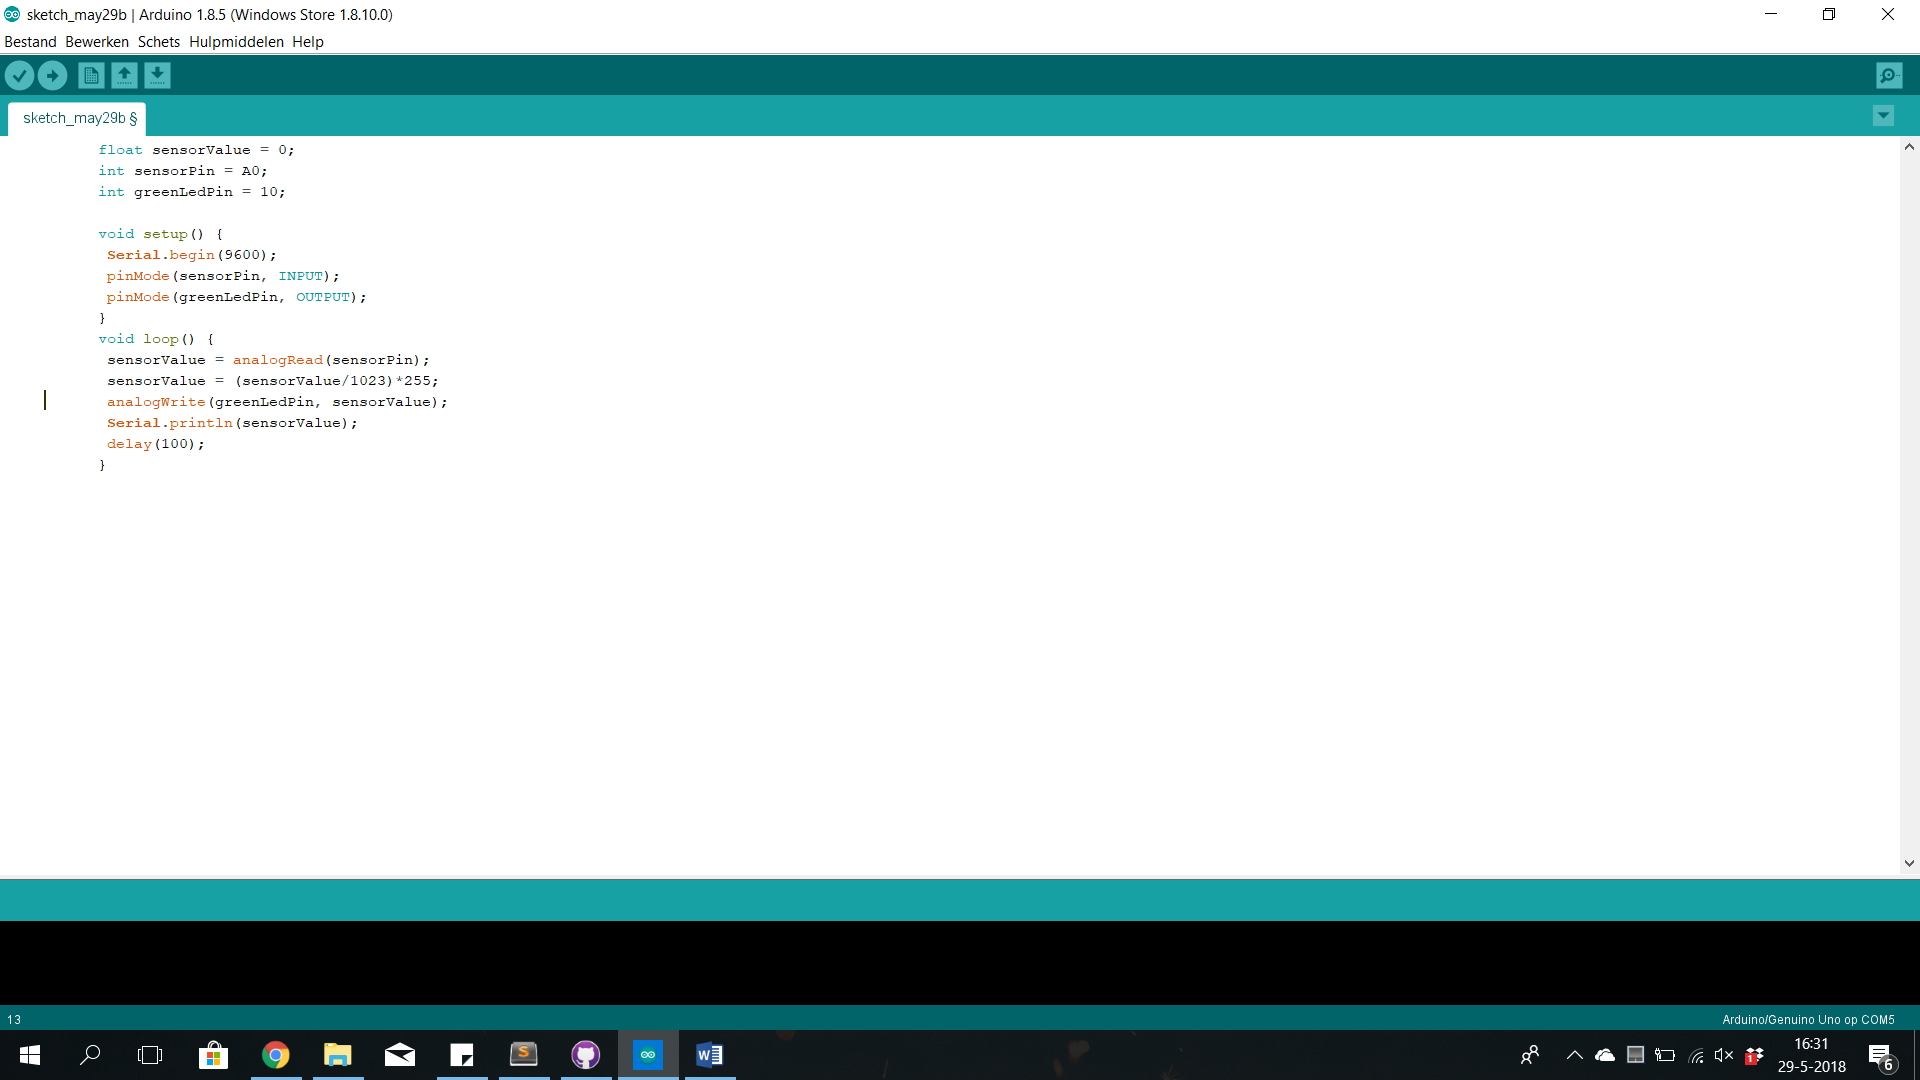 sketch_may29b | Arduino 1.8.5 (Windows Store 1.8.10.0)
Bestand Bewerken Schets Hulpmiddelen Help
sketch_may29b §
float sensorValue = 0;
int sensorPin = A0;
int greenLedPin = 10;
void setup() {
Serial.begin(9600);
pinMode(sensorPin, INPUT);
pinMode(greenLedPin, OUTPUT);
}
void loop() {
sensorValue = analogRead(sensorPin);
sensorValue = (sensorValue/1023)*255;
analogWrite(greenLedPin, sensorValue);
Serial.println(sensorValue);
delay(100);
}
13
Arduino/Genuino Uno op COM5
S
W
1
16:31
29-5-2018
6